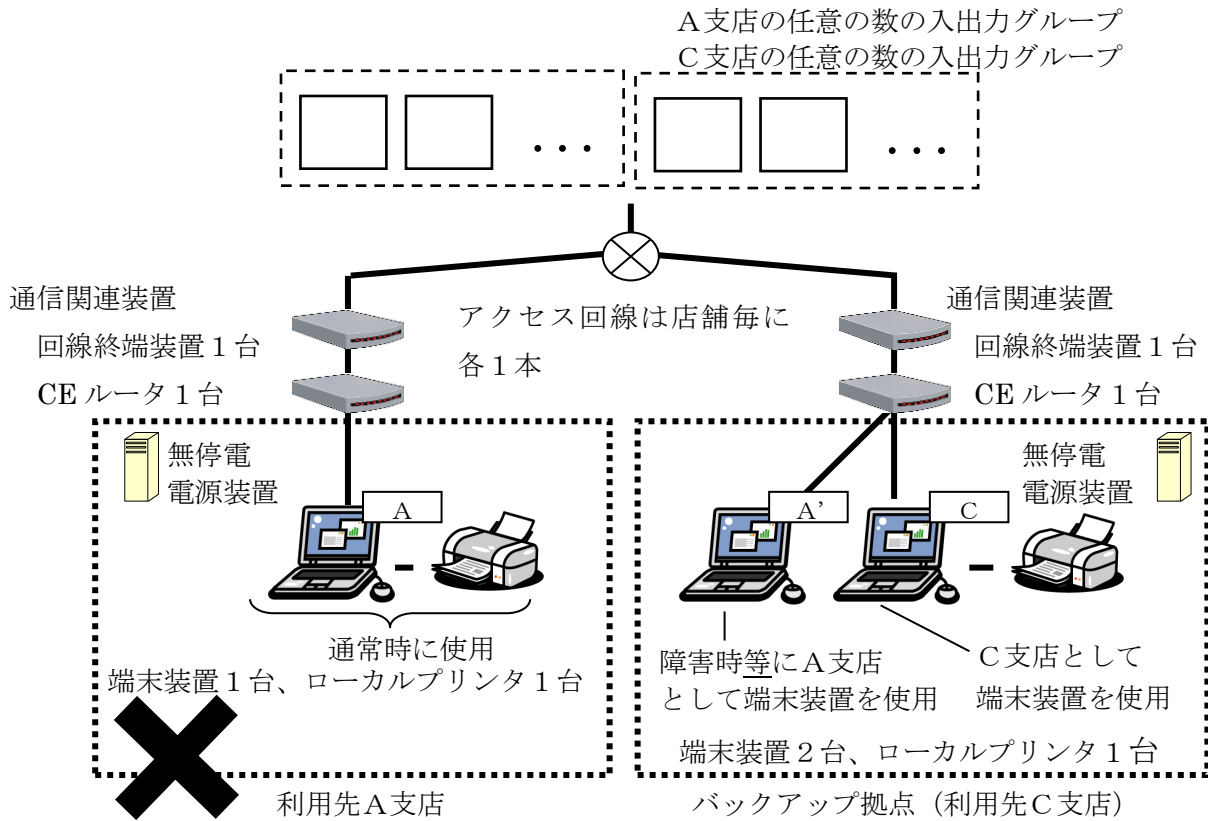 A支店の任意の数の入出力グループ
C支店の任意の数の入出力グループ
・・・
・・・
通信関連装置
回線終端装置1台
CE ルータ1台
アクセス回線は店舗毎に
各1本
通信関連装置
回線終端装置1台
CE ルータ1台
無停電
電源装置
A
通常時に使用
端末装置1台、ローカルプリンタ1台
利用先A支店
A’
C
無停電
電源装置
障害時等にA支店
として端末装置を使用
C支店として
端末装置を使用
端末装置2台、ローカルプリンタ1台
バックアップ拠点(利用先C支店)